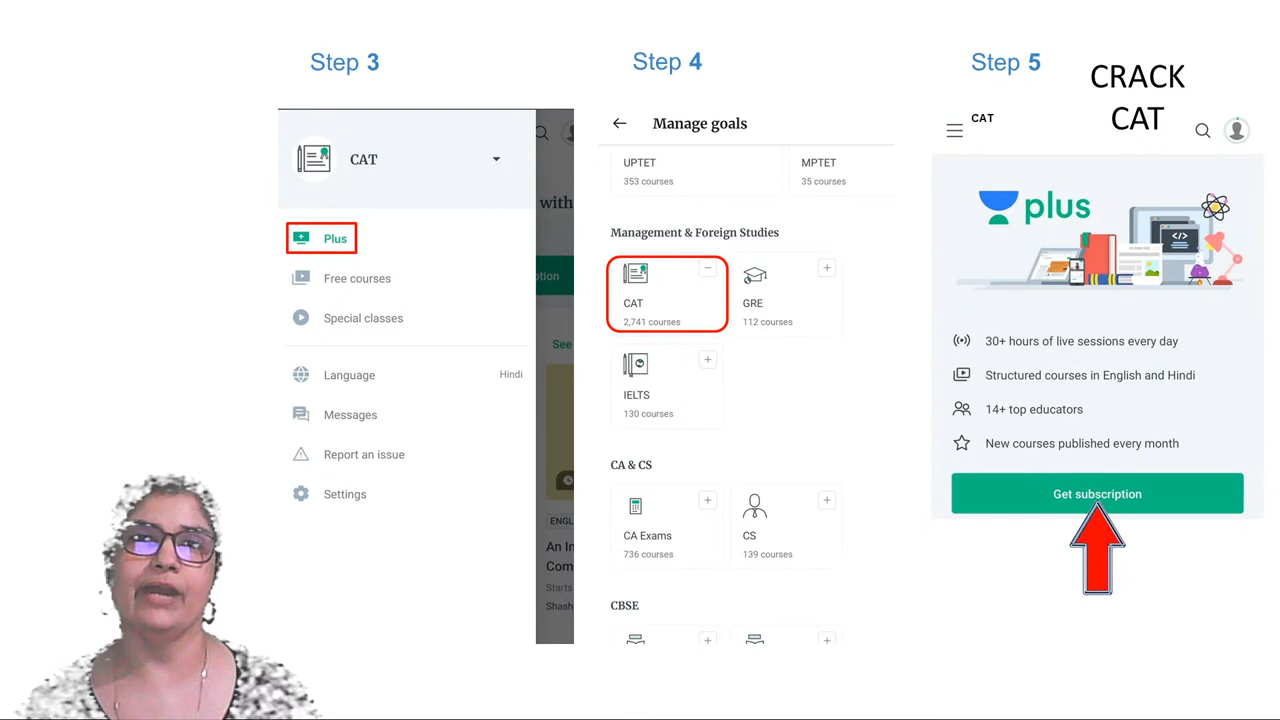 Step 3
CAT
with
Plus
Free courses
Special classes
Language Hindi
Messages
Report an issue
Settings
See
ENGL
An In
Com
Starts
Shash
Step 4
Manage goals
UPTET
353 courses
MPTET
35 courses
Management & Foreign Studies
CAT
2,741 courses
GRE
112 courses
IELTS
130 courses
CA & CS
CA Exams
736 courses
CS
139 courses
CBSE
Step 5
CRACK
CAT
CAT
plus
30+ hours of live sessions every day
Structured courses in English and Hindi
14+ top educators
New courses published every month
Get subscription